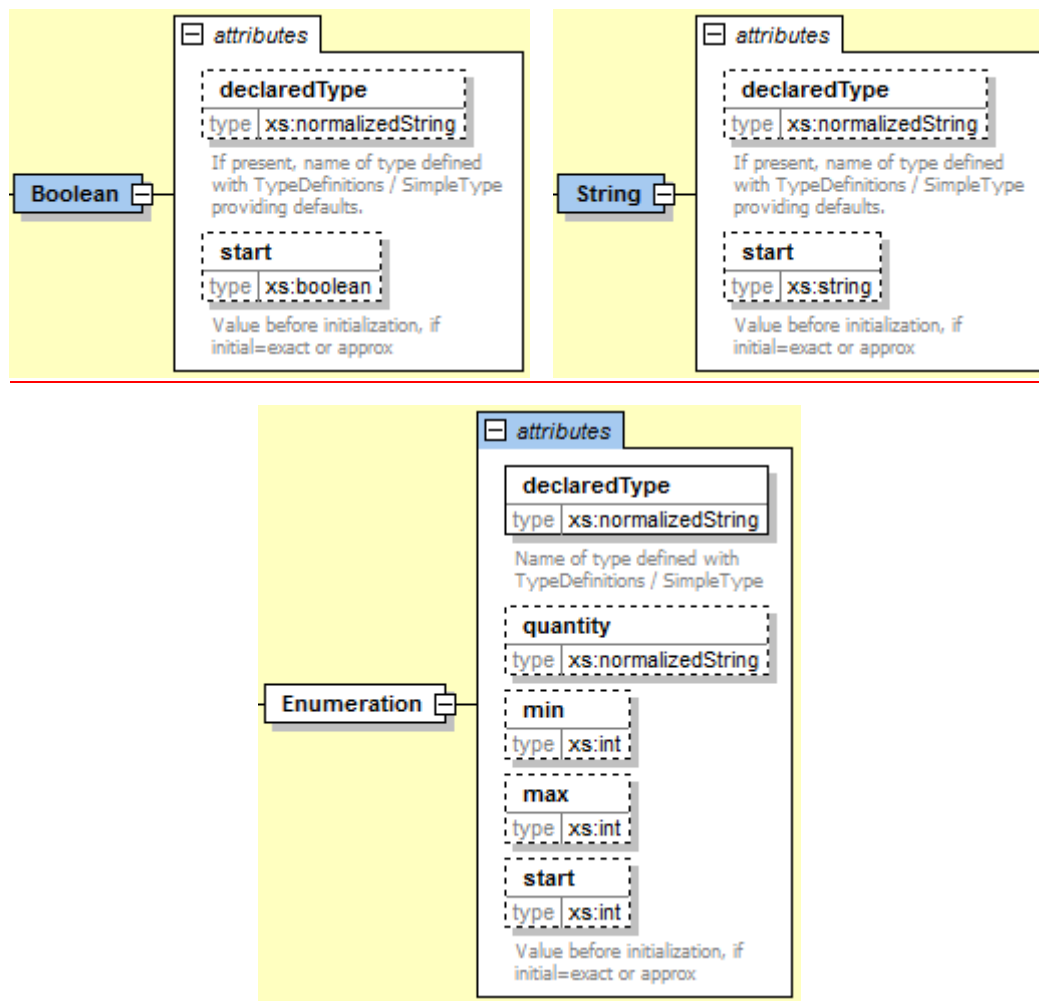 attributes
declaredType
type xs:normalizedString
If present, name of type defined
with TypeDefinitions / SimpleType
providing defaults.
Boolean
start
type xs:boolean
Value before initialization, if
initial=exact or approx
attributes
declaredType
type xs:normalizedString
If present, name of type defined
with TypeDefinitions / SimpleType
providing defaults.
String
start
type xs:string
Value before initialization, if
initial=exact or approx
attributes
declaredType
type xs:normalizedString
Name of type defined with
TypeDefinitions / SimpleType
quantity
type xs:normalizedString
Enumeration
min
type xs:int
max
type xs:int
start
type xs:int
Value before initialization, if
initial=exact or approx